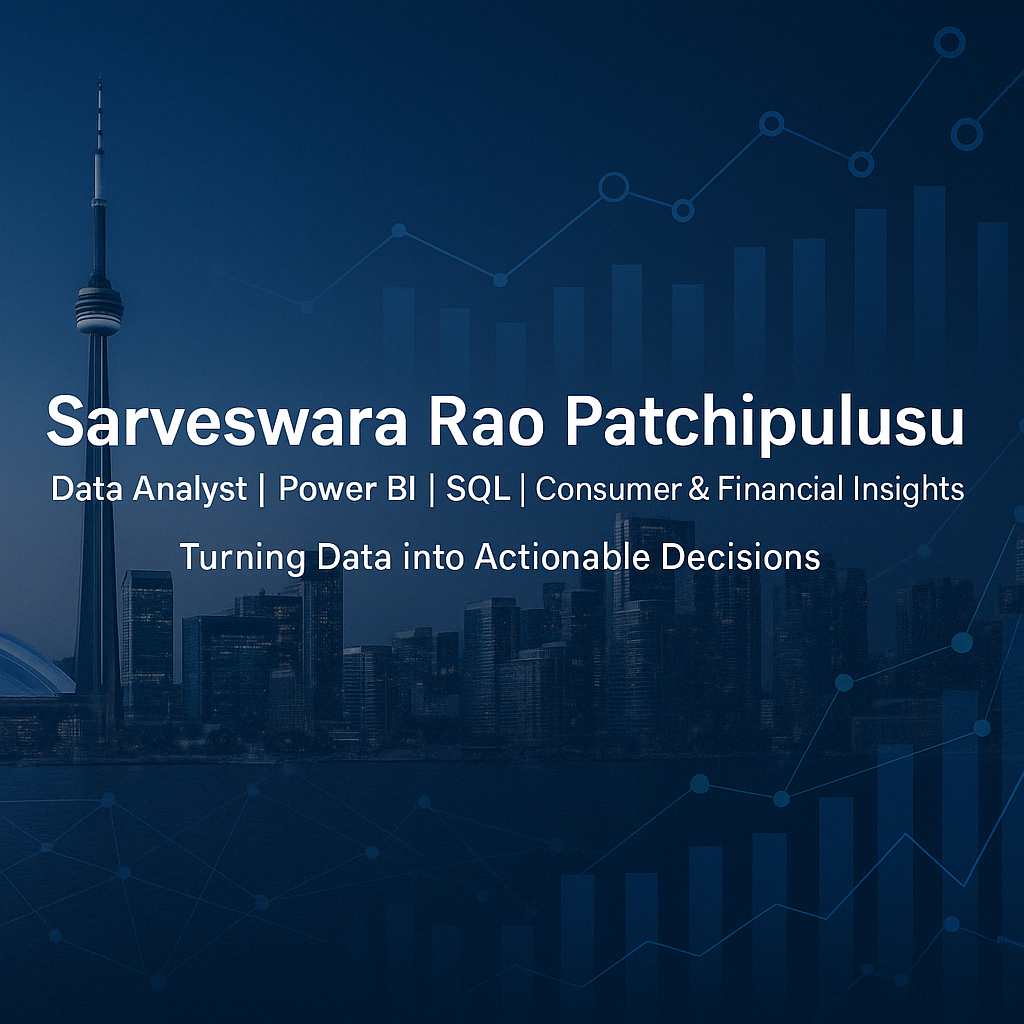 Sarveswara Rao Patchipulusu
Data Analyst | Power BI | SQL | Consumer & Financial Insights
Turning Data into Actionable Decisions